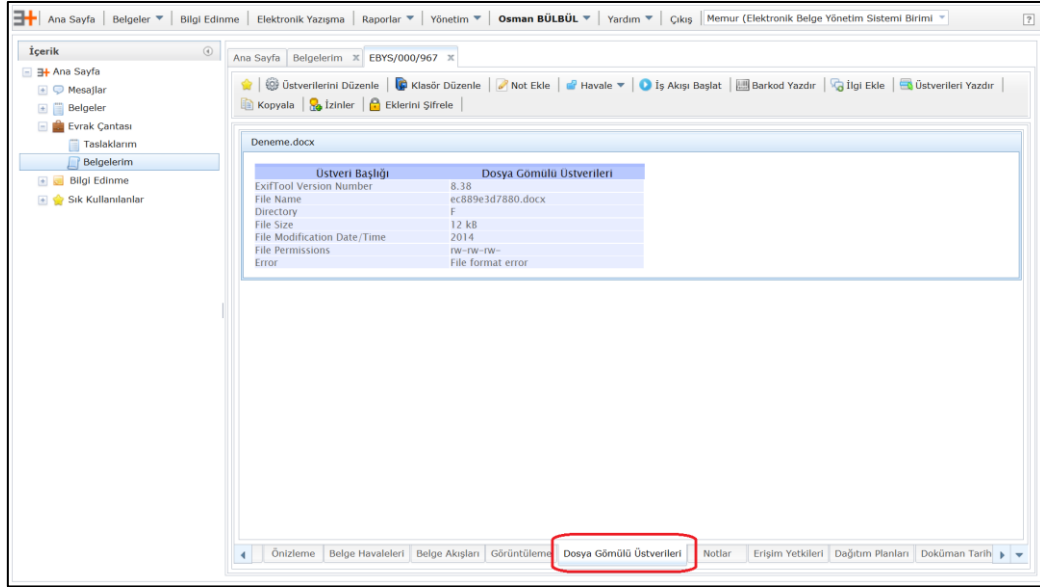 Ana Sayfa Belgeler Bilgi Edinme Elektronik Yazışma Raporlar Yönetim Osman BÜLBÜL Yardım Çıkış Memur (Elektronik Belge Yönetim Sistemi Birimi ?
İçerik
Ana Sayfa
Mesajlar
Belgeler
Evrak Çantası
Taslaklarım
Belgelerim
Bilgi Edinme
Sık Kullanılanlar
Ana Sayfa Belgelerim x EBYS/000/967 x
Üstverilerini Düzenle Klasör Düzenle Not Ekle Havale İş Akışı Başlat Barkod Yazdır İlgi Ekle Üstverileri Yazdır
Kopyala İzinler Eklerini Şifrele
Deneme.docx
Üstveri Başlığı Dosya Gömülü Üstverileri
ExifTool Version Number 8.38
File Name ec889e3d7880.docx
Directory F
File Size 12 kB
File Modification Date/Time 2014
File Permissions rw-rw-rw-
Error File format error
Önizleme Belge Havaleleri Belge Akışları Görüntüleme Dosya Gömülü Üstverileri Notlar Erişim Yetkileri Dağıtım Planları Doküman Tarih